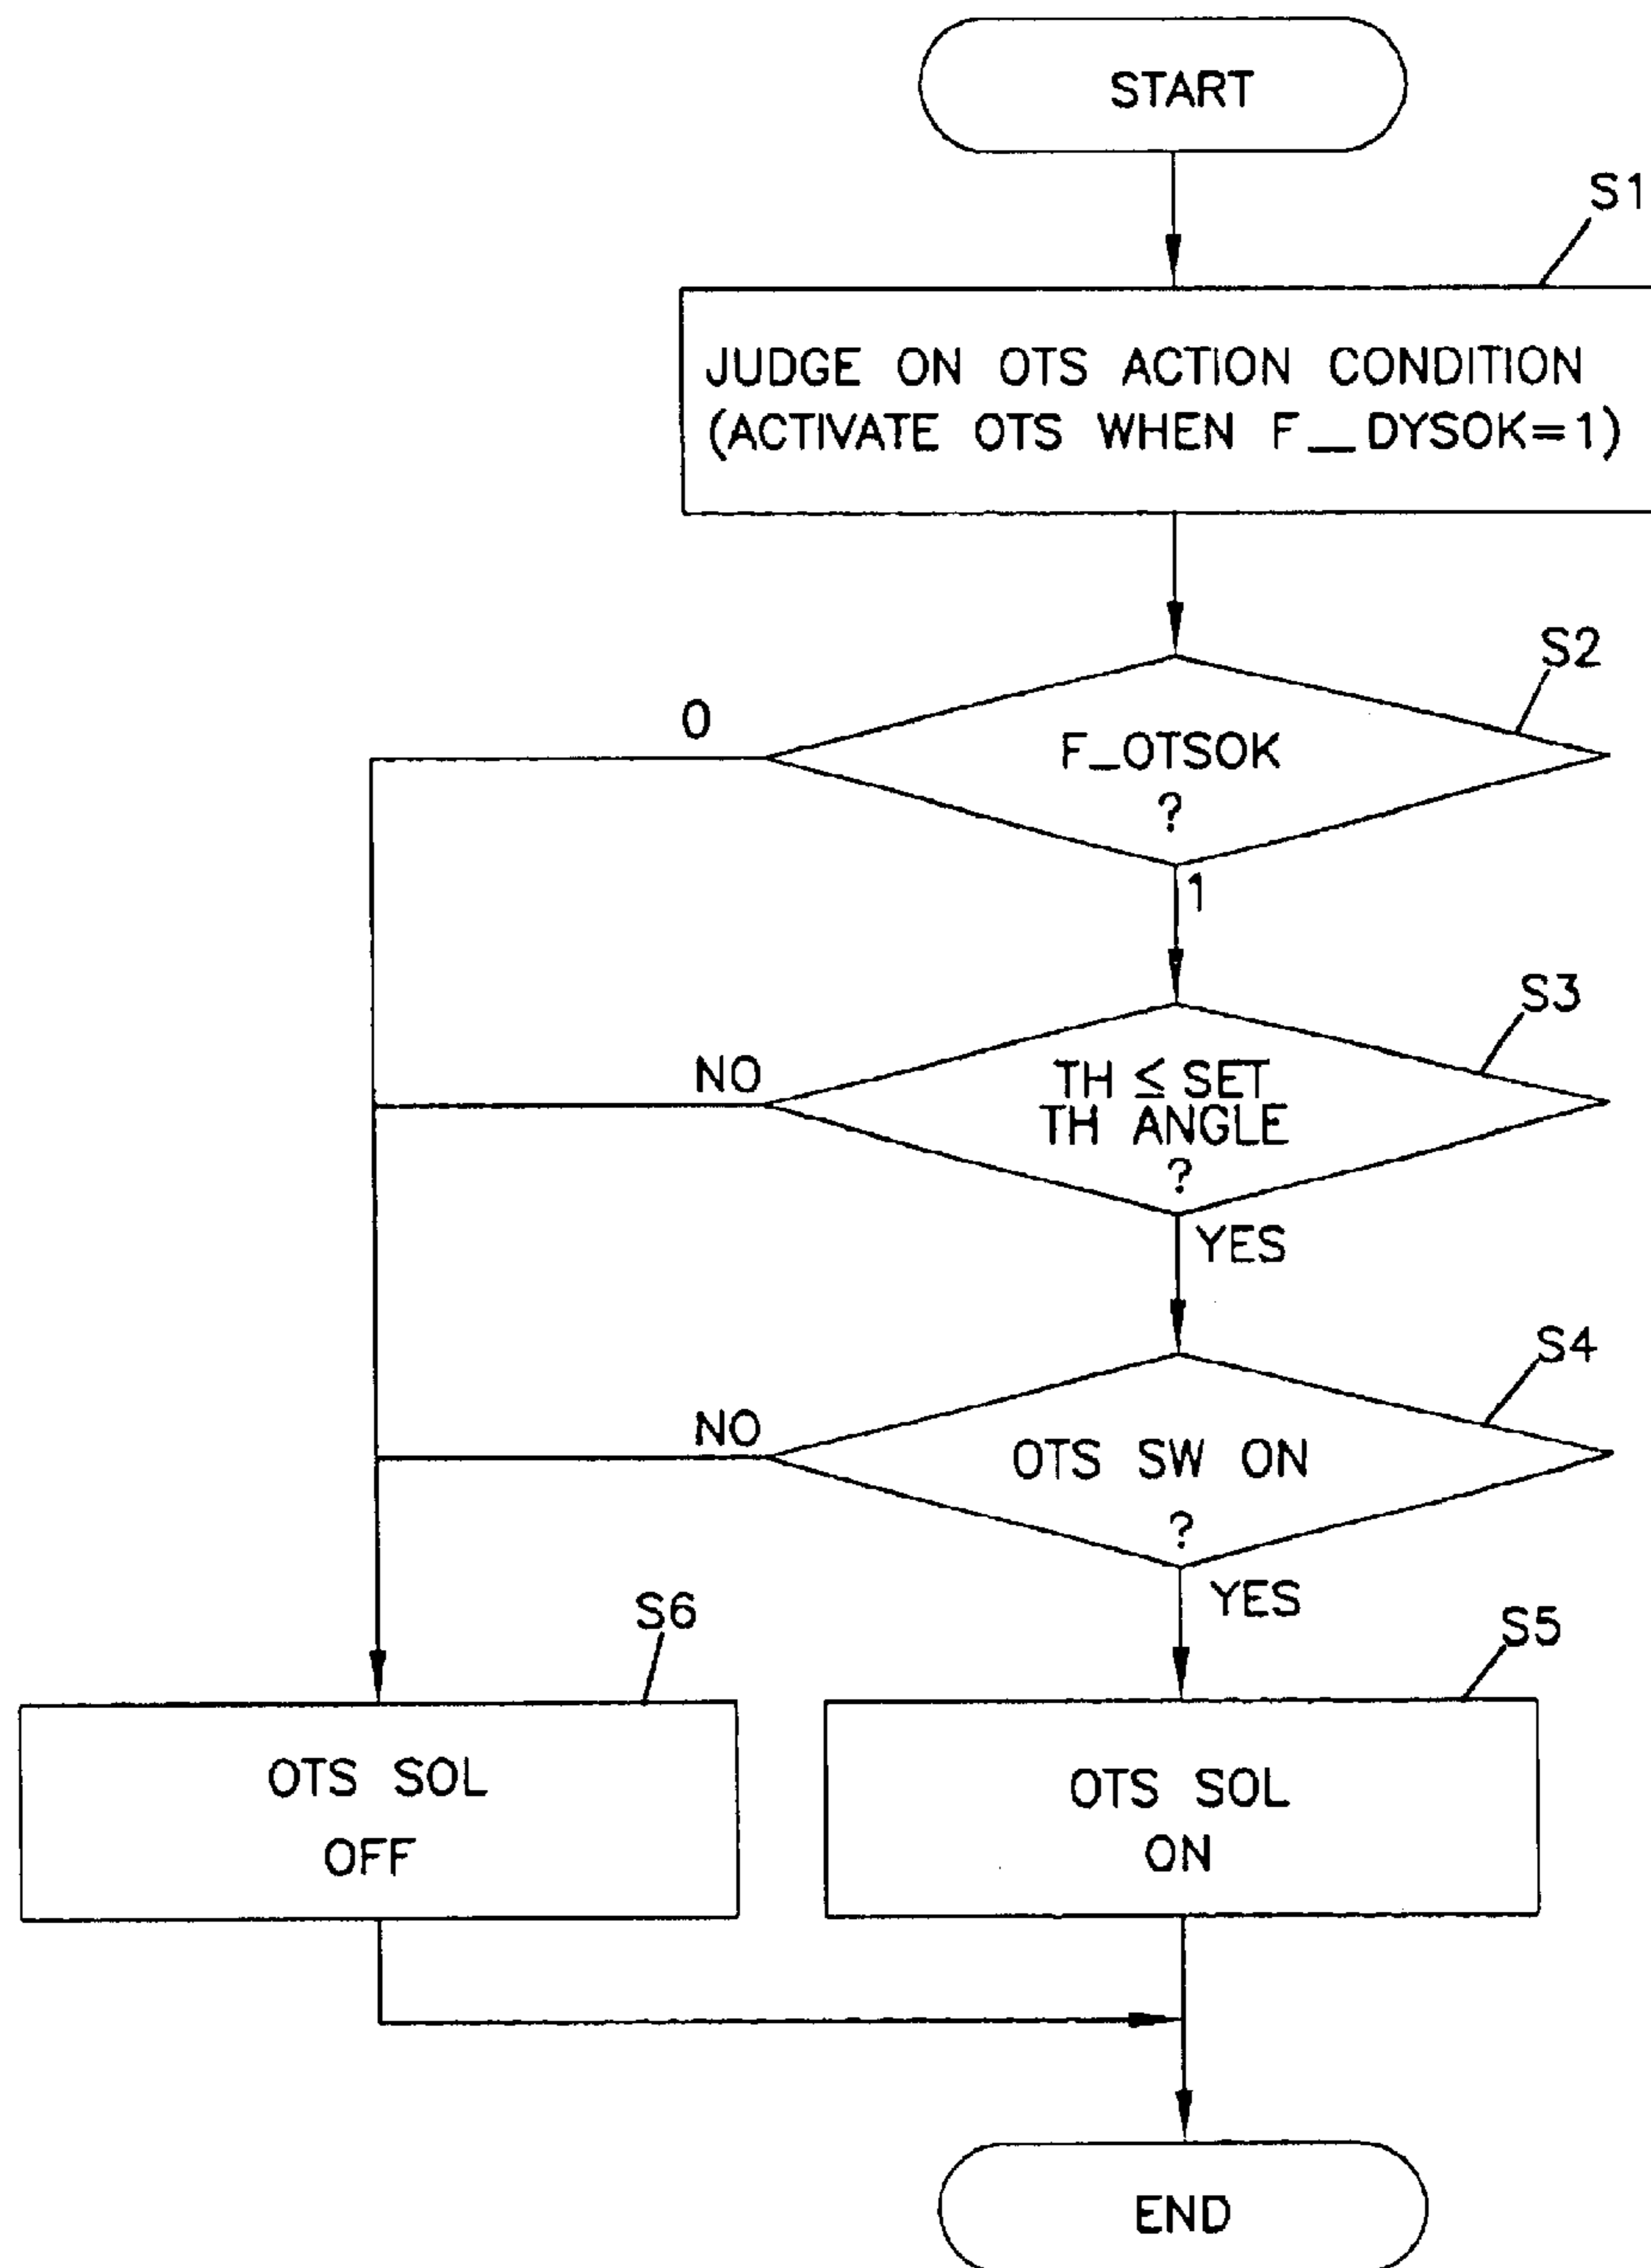 START
S1
JUDGE ON OTS ACTION CONDITION
(ACTIVATE OTS WHEN F__DYSOK=1)
S2
0
F_OTSOK
?
1
S3
NO
TH ≤ SET
TH ANGLE
?
YES
S4
NO
OTS SW ON
?
YES
S6
S5
OTS SOL
OFF
OTS SOL
ON
END